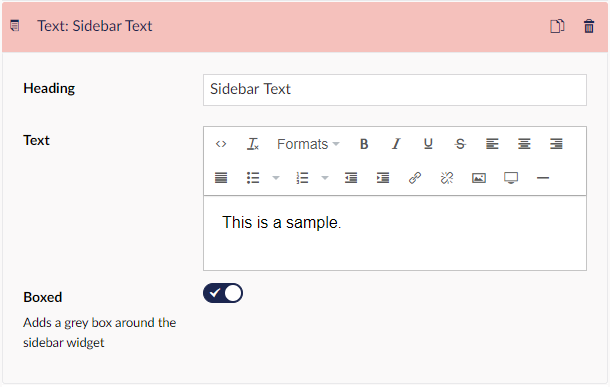 Text: Sidebar Text
Heading
Sidebar Text
Text
Formats
B I U S
This is a sample.
Boxed
Adds a grey box around the
sidebar widget